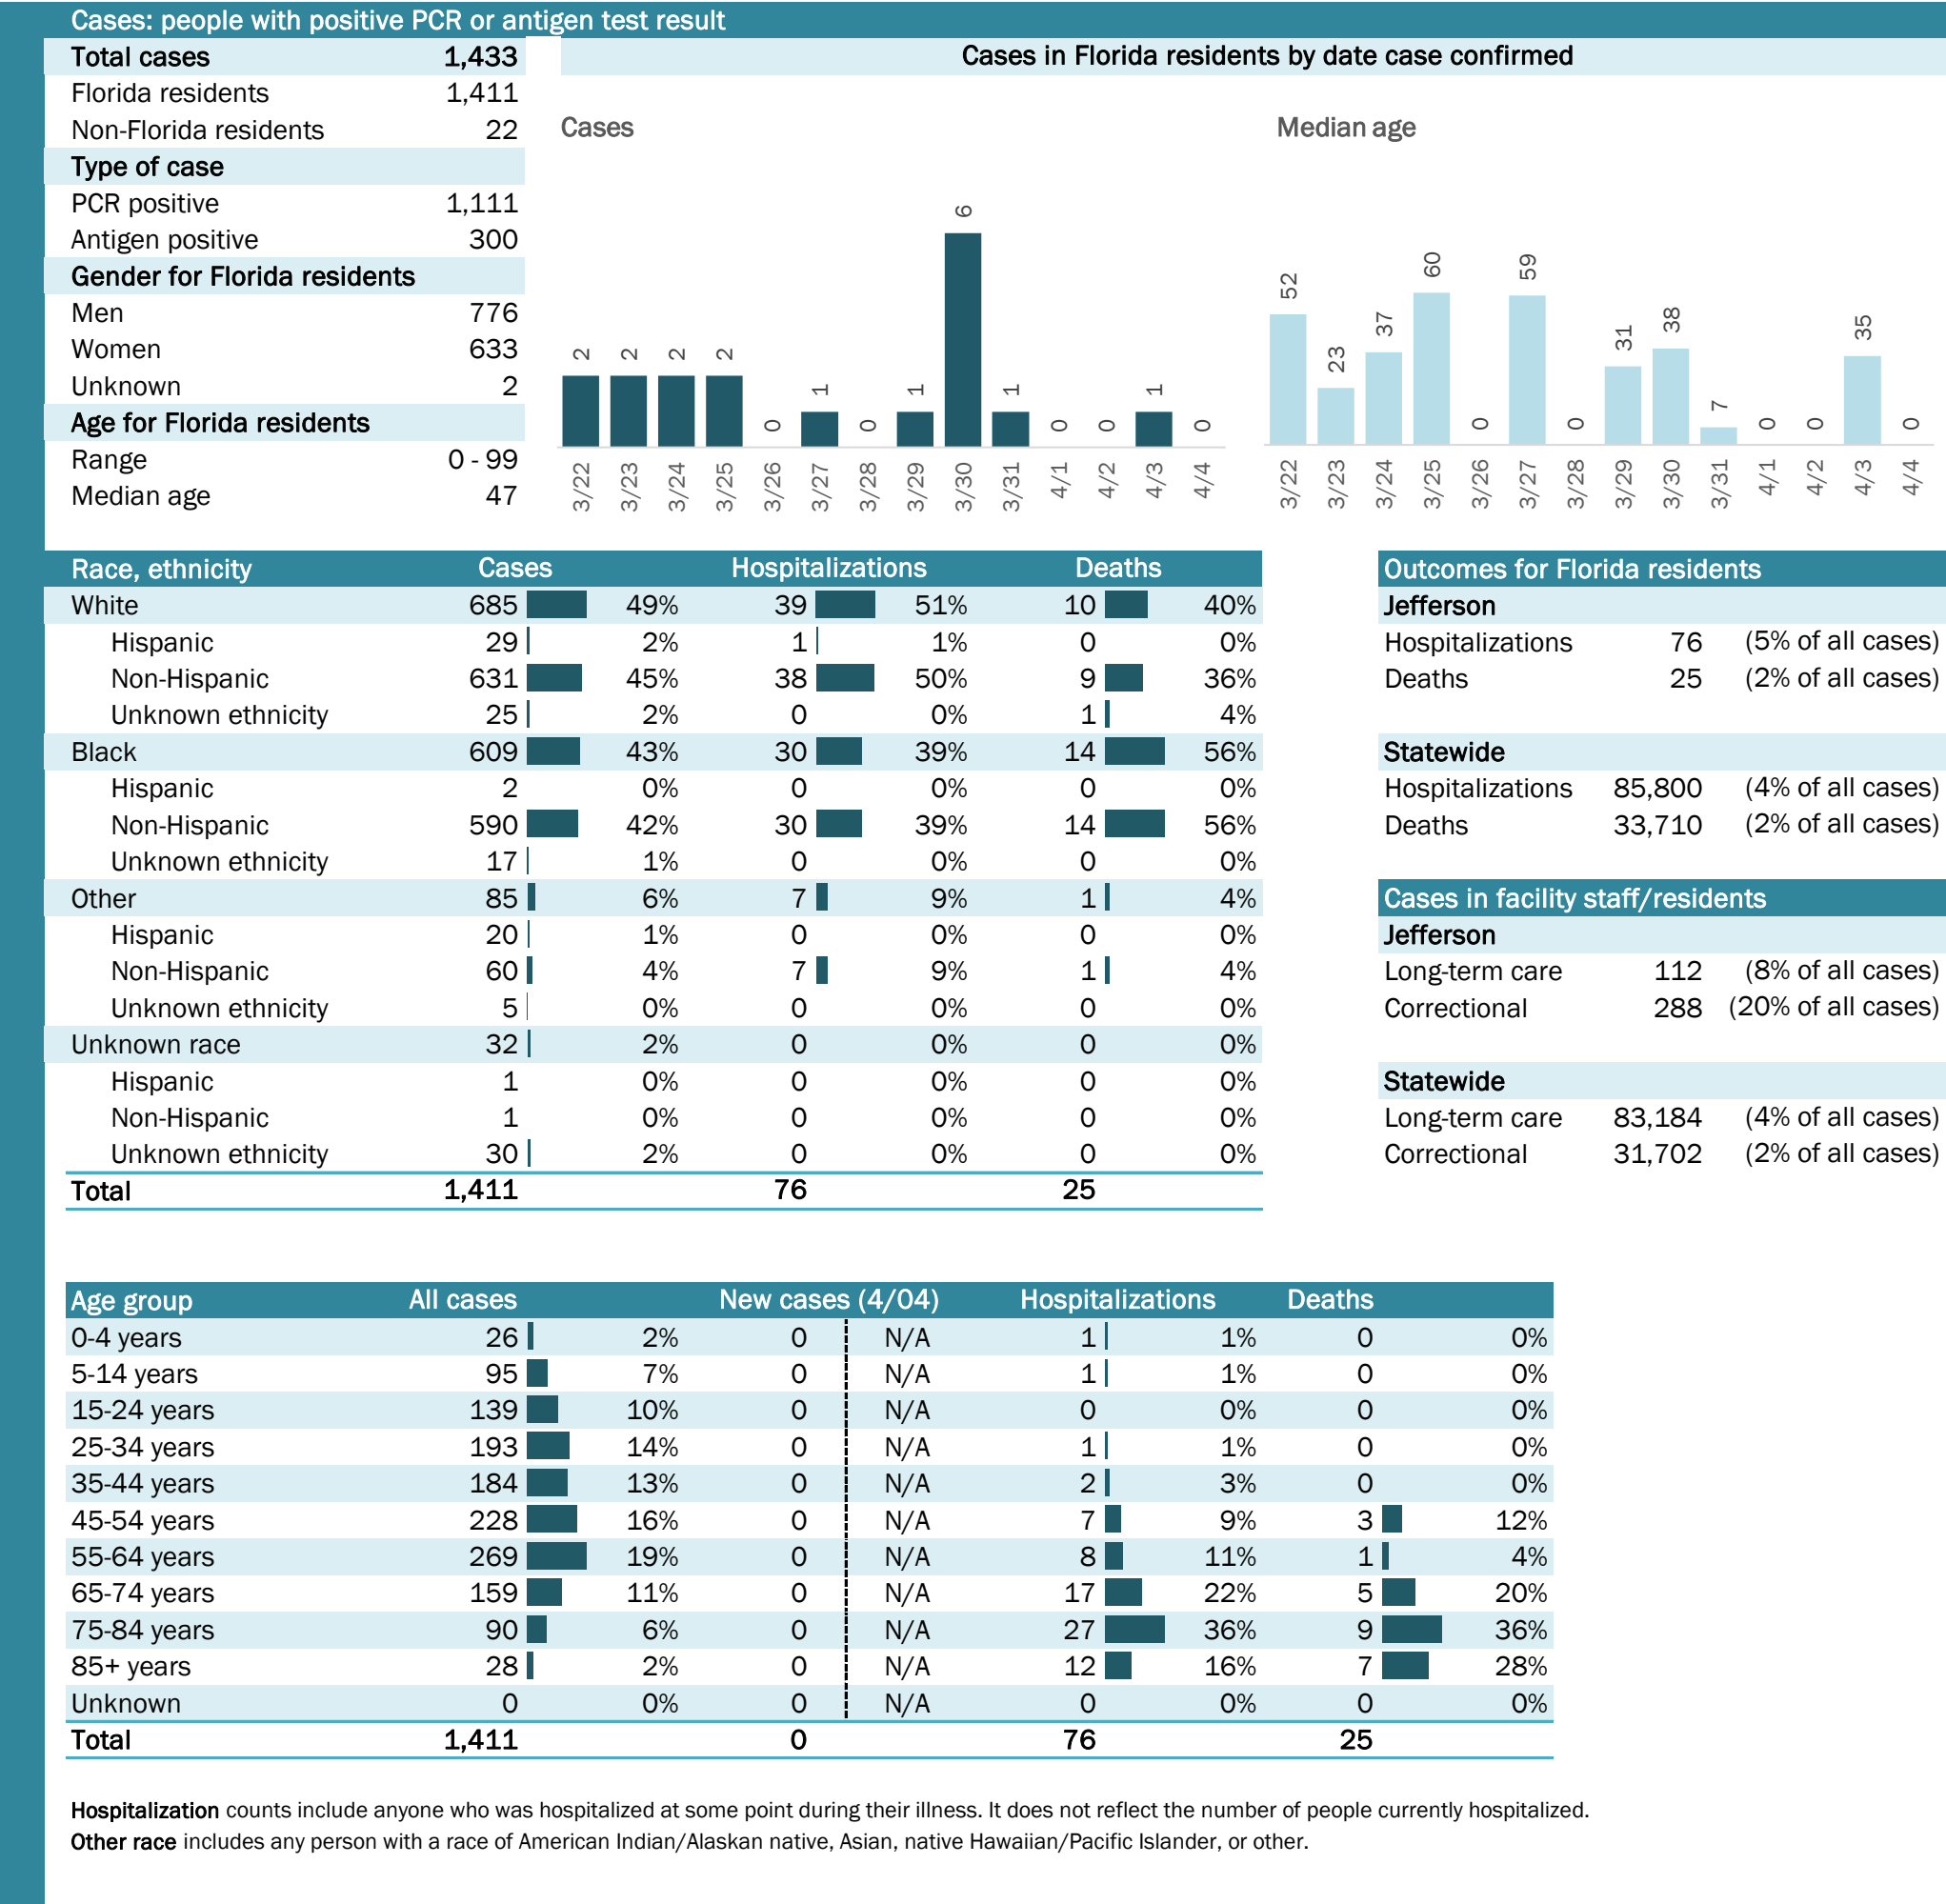 Cases: people with positive PCR or antigen test result
Total cases 1,433
Florida residents 1,411
Non-Florida residents 22
Type of case
PCR positive 1,111
Antigen positive 300
Gender for Florida residents
Men 776
Women 633
Unknown 2
Age for Florida residents
Range 0 - 99
Median age 47
Cases in Florida residents by date case confirmed
Cases
2 2 2 2 0 1 0 1 6 1 0 0 1 0
3/22 3/23 3/24 3/25 3/26 3/27 3/28 3/29 3/30 3/31 4/1 4/2 4/3 4/4
Median age
52 23 37 60 0 59 0 31 38 7 0 0 35 0
3/22 3/23 3/24 3/25 3/26 3/27 3/28 3/29 3/30 3/31 4/1 4/2 4/3 4/4
Race, ethnicity Cases Hospitalizations Deaths
White 685 49% 39 51% 10 40%
Hispanic 29 2% 1 1% 0 0%
Non-Hispanic 631 45% 38 50% 9 36%
Unknown ethnicity 25 2% 0 0% 1 4%
Black 609 43% 30 39% 14 56%
Hispanic 2 0% 0 0% 0 0%
Non-Hispanic 590 42% 30 39% 14 56%
Unknown ethnicity 17 1% 0 0% 0 0%
Other 85 6% 7 9% 1 4%
Hispanic 20 1% 0 0% 0 0%
Non-Hispanic 60 4% 7 9% 1 4%
Unknown ethnicity 5 0% 0 0% 0 0%
Unknown race 32 2% 0 0% 0 0%
Hispanic 1 0% 0 0% 0 0%
Non-Hispanic 1 0% 0 0% 0 0%
Unknown ethnicity 30 2% 0 0% 0 0%
Total 1,411 76 25
Outcomes for Florida residents
Jefferson
Hospitalizations 76 (5% of all cases)
Deaths 25 (2% of all cases)
Statewide
Hospitalizations 85,800 (4% of all cases)
Deaths 33,710 (2% of all cases)
Cases in facility staff/residents
Jefferson
Long-term care 112 (8% of all cases)
Correctional 288 (20% of all cases)
Statewide
Long-term care 83,184 (4% of all cases)
Correctional 31,702 (2% of all cases)
Age group All cases New cases (4/04) Hospitalizations Deaths
0-4 years 26 2% 0 N/A 1 1% 0 0%
5-14 years 95 7% 0 N/A 1 1% 0 0%
15-24 years 139 10% 0 N/A 0 0% 0 0%
25-34 years 193 14% 0 N/A 1 1% 0 0%
35-44 years 184 13% 0 N/A 2 3% 0 0%
45-54 years 228 16% 0 N/A 7 9% 3 12%
55-64 years 269 19% 0 N/A 8 11% 1 4%
65-74 years 159 11% 0 N/A 17 22% 5 20%
75-84 years 90 6% 0 N/A 27 36% 9 36%
85+ years 28 2% 0 N/A 12 16% 7 28%
Unknown 0 0% 0 N/A 0 0% 0 0%
Total 1,411 0 76 25
Hospitalization counts include anyone who was hospitalized at some point during their illness. It does not reflect the number of people currently hospitalized.
Other race includes any person with a race of American Indian/Alaskan native, Asian, native Hawaiian/Pacific Islander, or other.